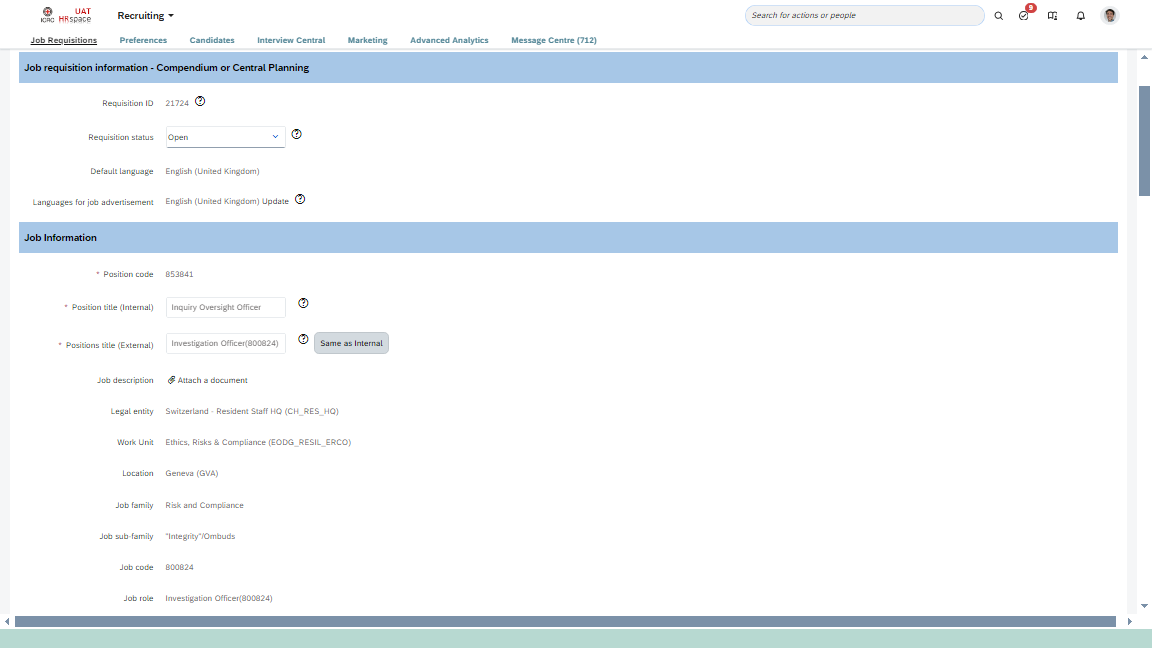 ICRC HRspace UAT
Recruiting
Search for actions or people
9
Job Requisitions Preferences Candidates Interview Central Marketing Advanced Analytics Message Centre (712)
Job requisition information - Compendium or Central Planning
Requisition ID 21724
Requisition status Open
Default language English (United Kingdom)
Languages for job advertisement English (United Kingdom) Update
Job Information
* Position code 853841
* Position title (Internal) Inquiry Oversight Officer
* Positions title (External) Investigation Officer(800824) Same as Internal
Job description Attach a document
Legal entity Switzerland - Resident Staff HQ (CH_RES_HQ)
Work Unit Ethics, Risks & Compliance (EODG_RESIL_ERCO)
Location Geneva (GVA)
Job family Risk and Compliance
Job sub-family "Integrity"/Ombuds
Job code 800824
Job role Investigation Officer(800824)